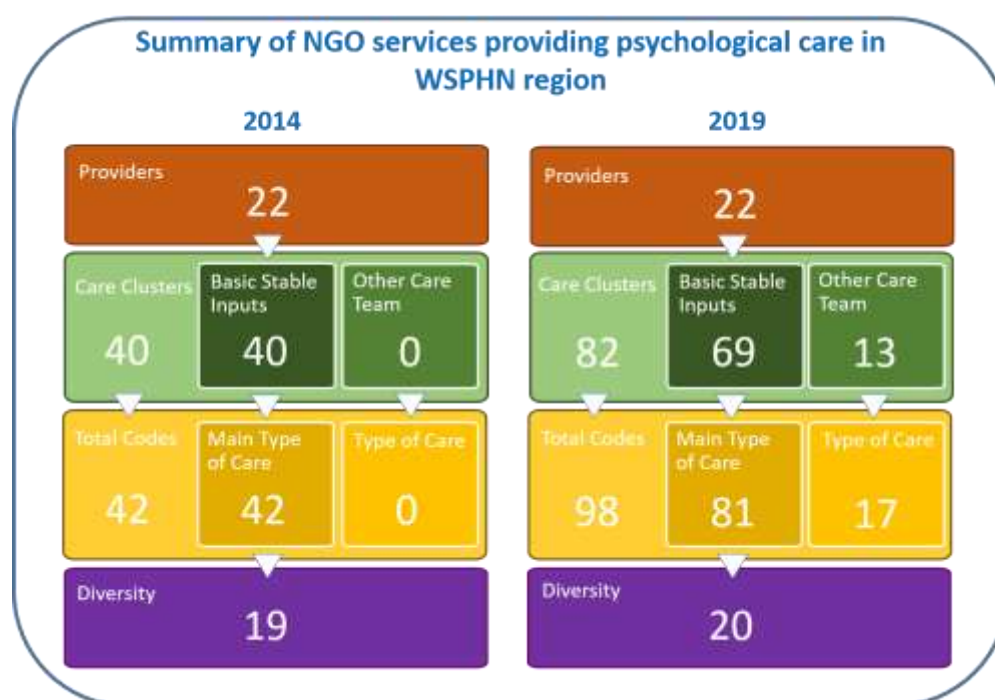 Summary of NGO services providing psychological care in
WSPHN region
2014
Providers
22
Care Clusters
40
Basic Stable
Inputs
40
Other Care
Team
0
Total Codes
42
Main Type
of Care
42
Type of Care
0
Diversity
19
2019
Providers
22
Care Clusters
82
Basic Stable
Inputs
69
Other Care
Team
13
Total Codes
98
Main Type
of Care
81
Type of Care
17
Diversity
20